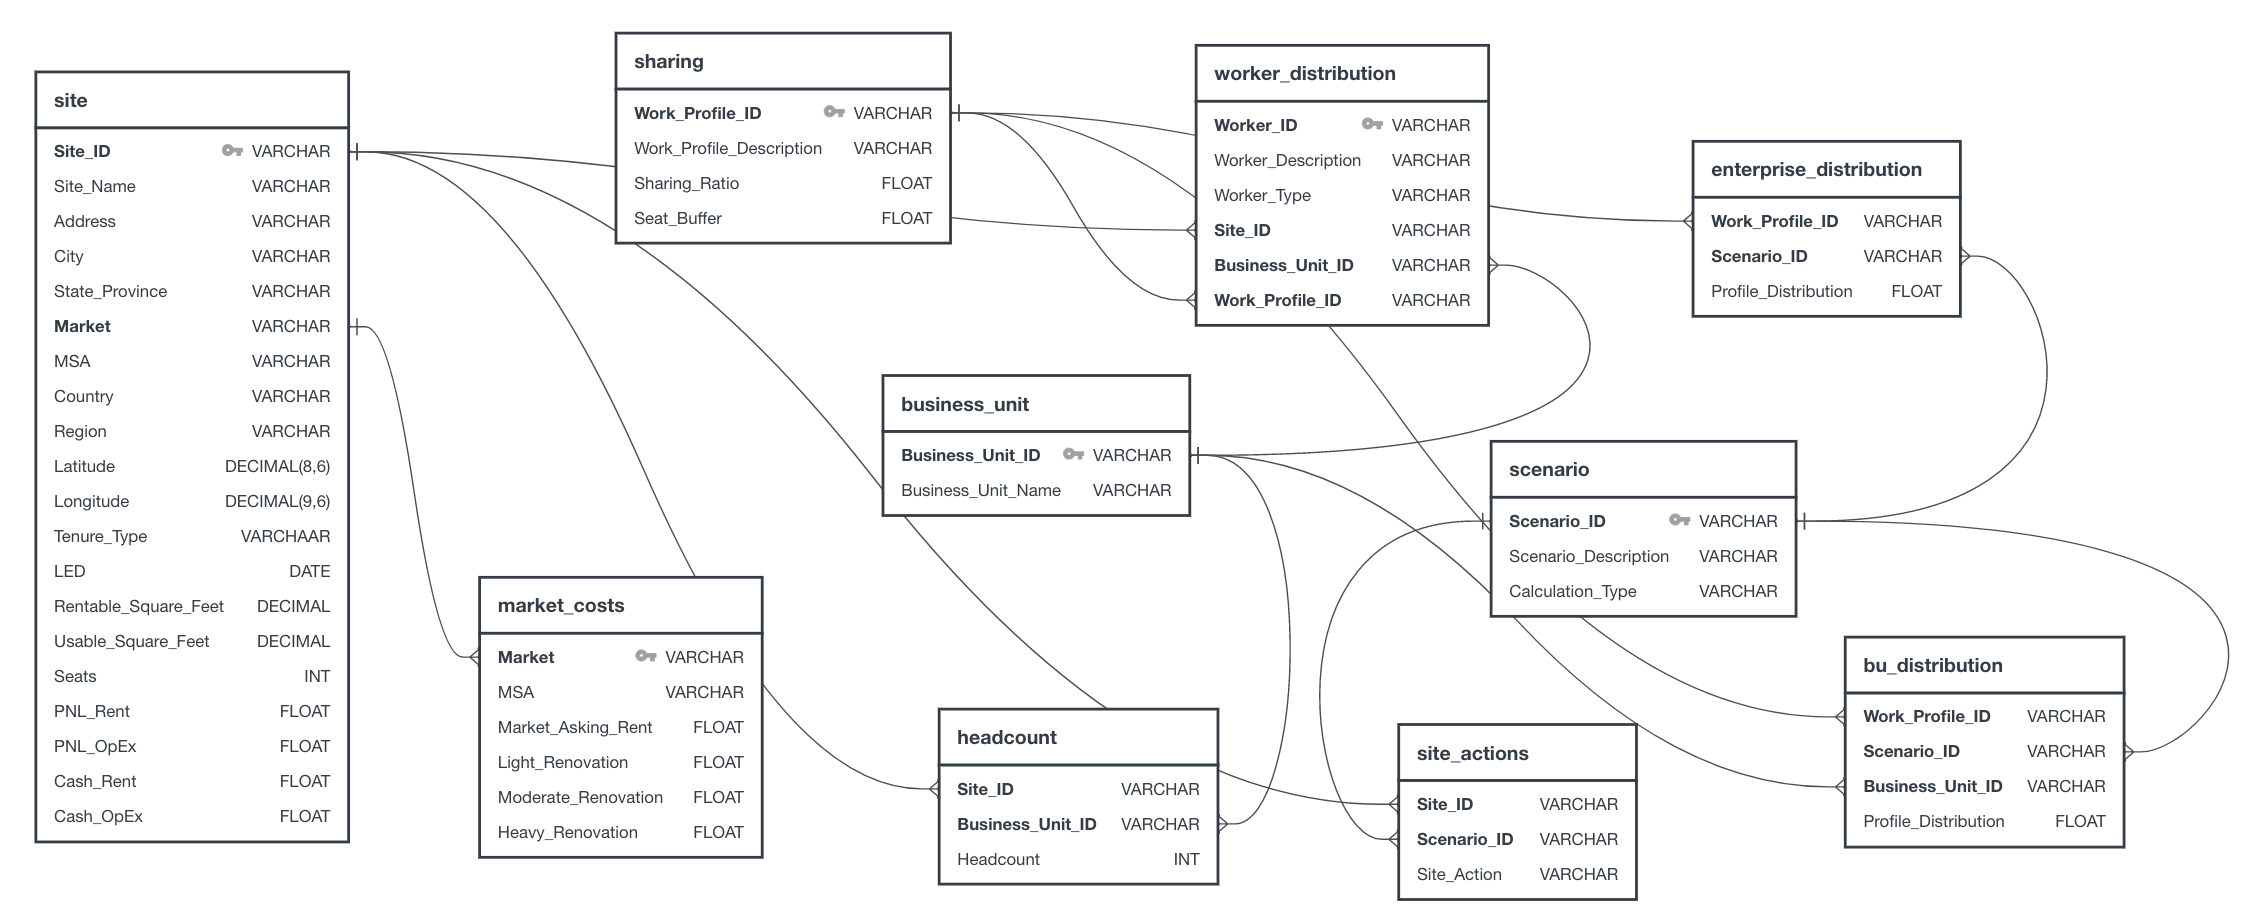 site
Site_ID VARCHAR
Site_Name VARCHAR
Address VARCHAR
City VARCHAR
State_Province VARCHAR
Market VARCHAR
MSA VARCHAR
Country VARCHAR
Region VARCHAR
Latitude DECIMAL(8,6)
Longitude DECIMAL(9,6)
Tenure_Type VARCHAAR
LED DATE
Rentable_Square_Feet DECIMAL
Usable_Square_Feet DECIMAL
Seats INT
PNL_Rent FLOAT
PNL_OpEx FLOAT
Cash_Rent FLOAT
Cash_OpEx FLOAT
sharing
Work_Profile_ID VARCHAR
Work_Profile_Description VARCHAR
Sharing_Ratio FLOAT
Seat_Buffer FLOAT
worker_distribution
Worker_ID VARCHAR
Worker_Description VARCHAR
Worker_Type VARCHAR
Site_ID VARCHAR
Business_Unit_ID VARCHAR
Work_Profile_ID VARCHAR
enterprise_distribution
Work_Profile_ID VARCHAR
Scenario_ID VARCHAR
Profile_Distribution FLOAT
business_unit
Business_Unit_ID VARCHAR
Business_Unit_Name VARCHAR
scenario
Scenario_ID VARCHAR
Scenario_Description VARCHAR
Calculation_Type VARCHAR
market_costs
Market VARCHAR
MSA VARCHAR
Market_Asking_Rent FLOAT
Light_Renovation FLOAT
Moderate_Renovation FLOAT
Heavy_Renovation FLOAT
headcount
Site_ID VARCHAR
Business_Unit_ID VARCHAR
Headcount INT
site_actions
Site_ID VARCHAR
Scenario_ID VARCHAR
Site_Action VARCHAR
bu_distribution
Work_Profile_ID VARCHAR
Scenario_ID VARCHAR
Business_Unit_ID VARCHAR
Profile_Distribution FLOAT